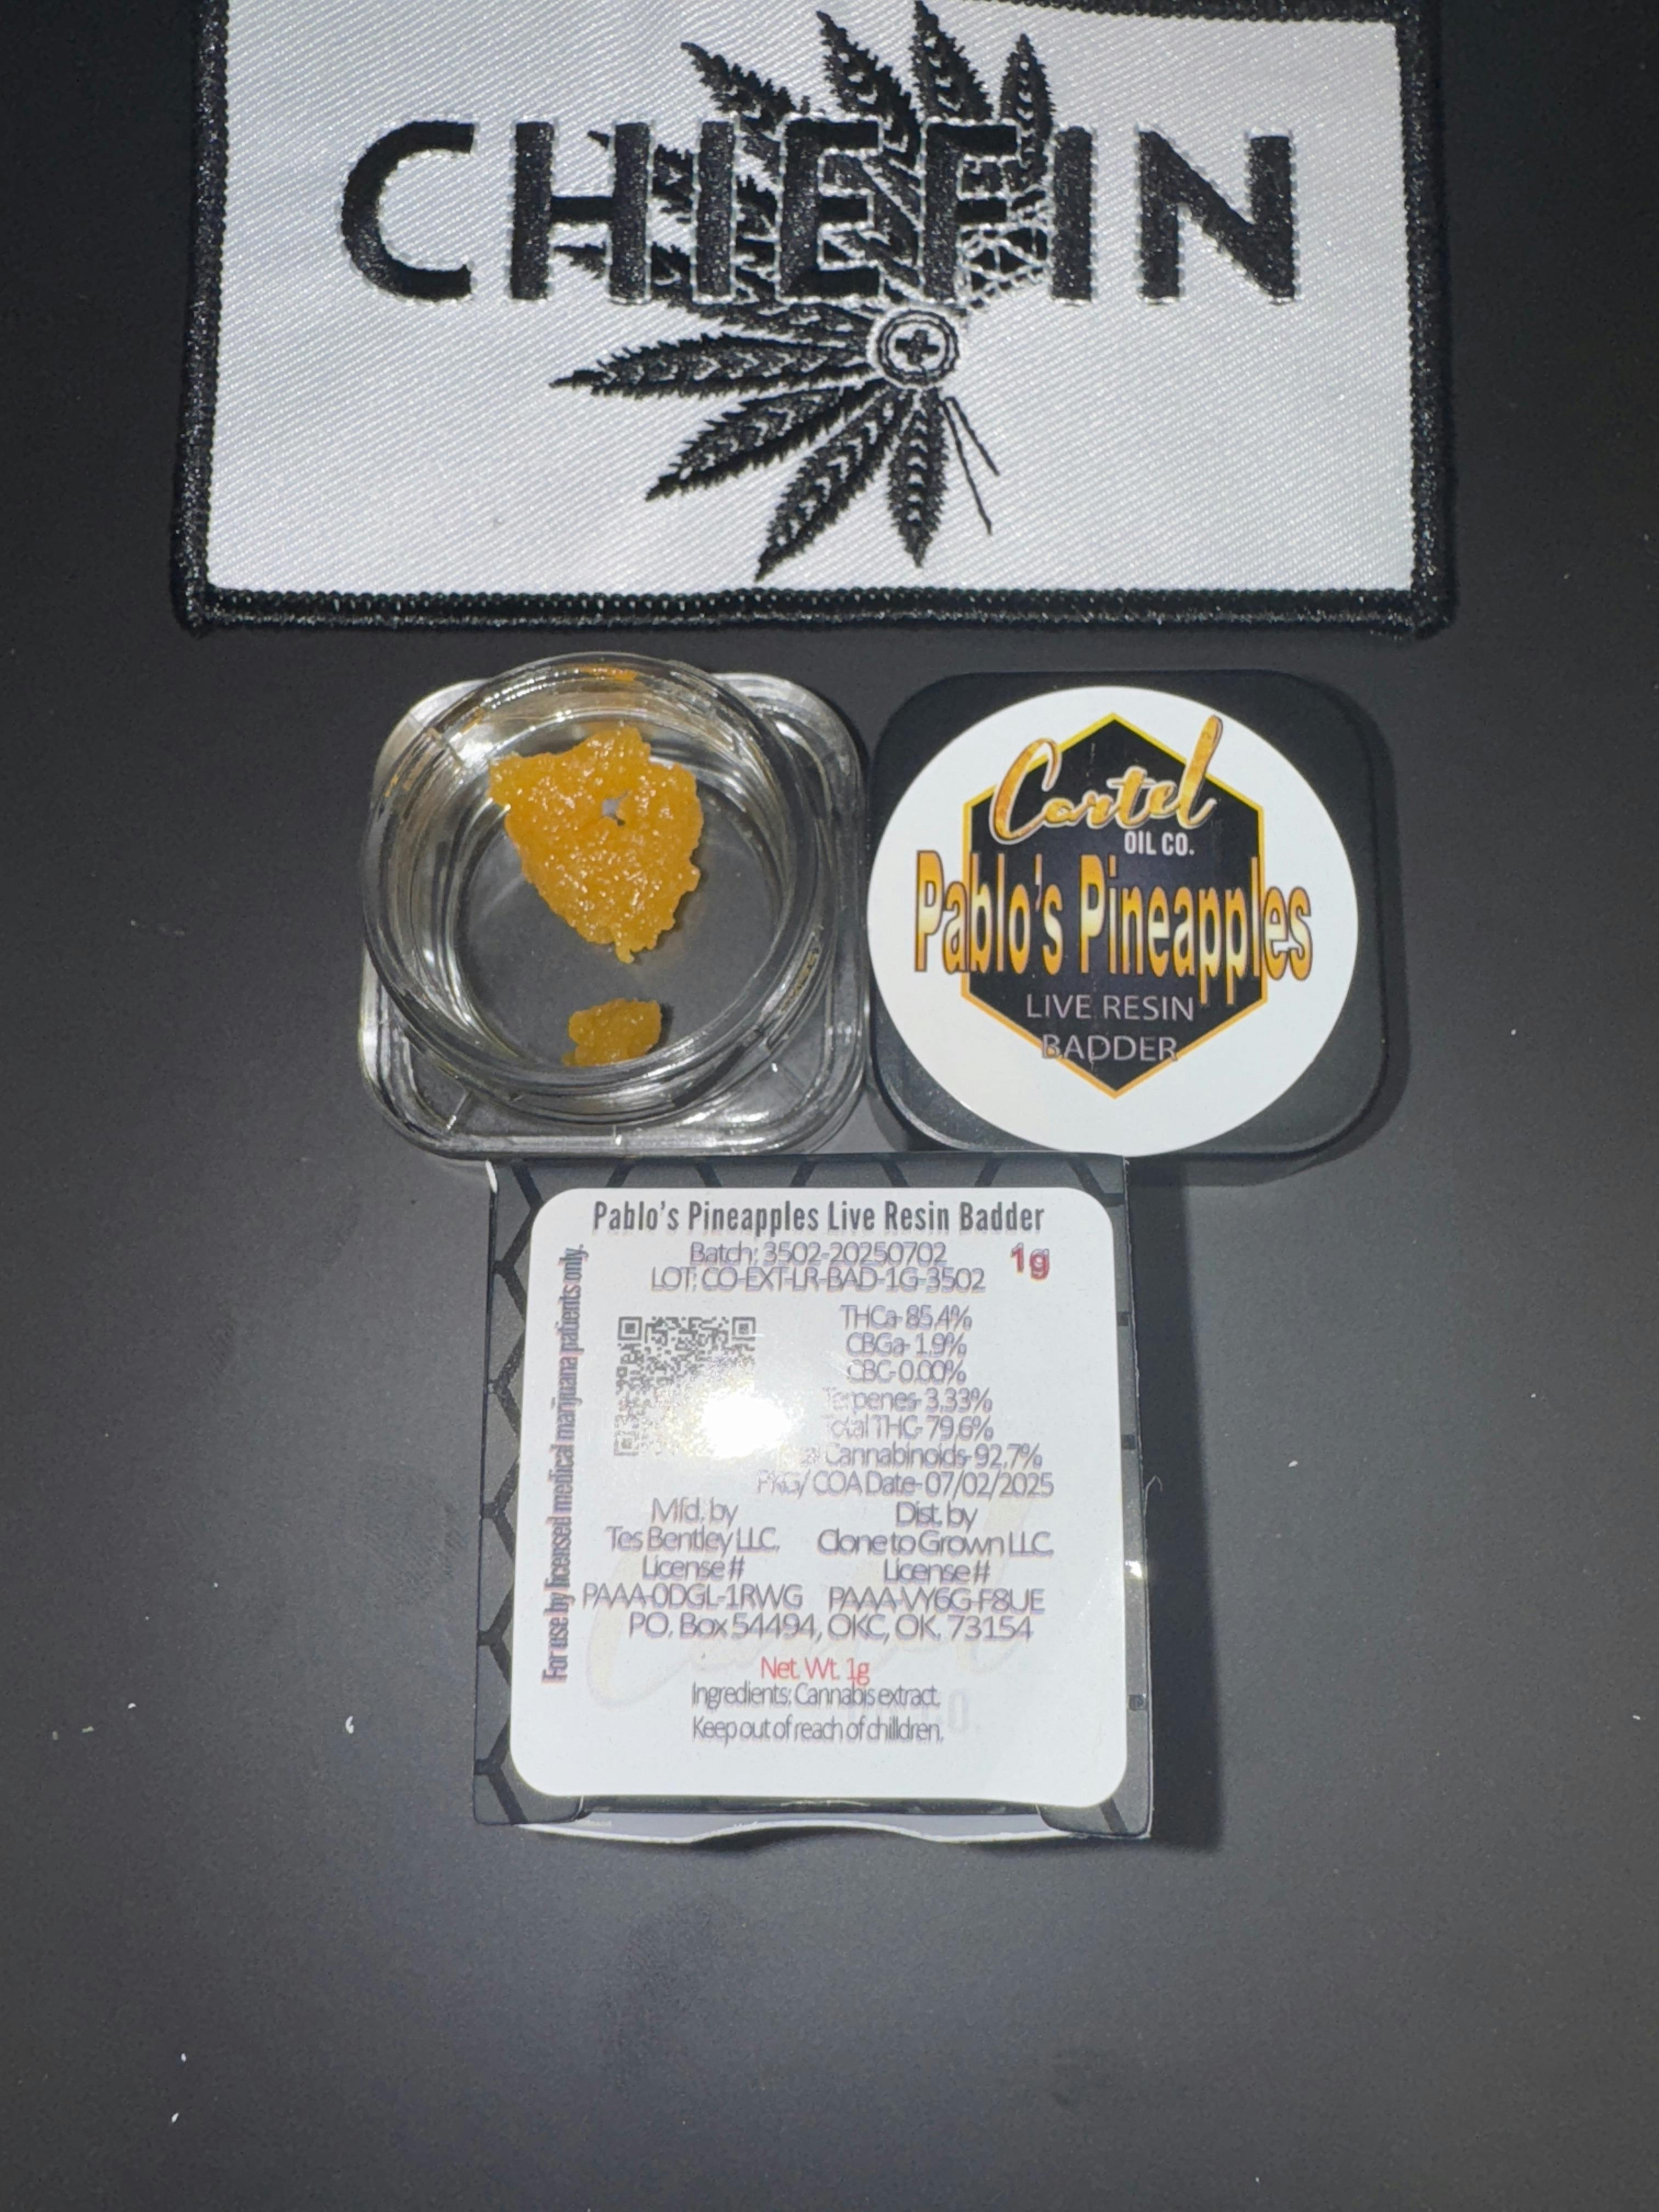 CHIEFIN
Cartel
OIL CO.
Pablo's Pineapples
LIVE RESIN
BADDER
Pablo's Pineapples Live Resin Badder
Batch: 3502-20250702
1g
LOT: CO-EXT-LR-BAD-1G-3502
THCa- 85.4%
CBGa- 1.9%
CBC- 0.00%
Terpenes- 3.33%
Total THC- 79.6%
Cannabinoids- 92.7%
PKG/ COA Date- 07/02/2025
Mfd. by
Tes Bentley LLC.
License #
PAAA-0DGL-1RWG
Dist. by
Clone to Grown LLC.
License #
PAAA-VY6G-F8UE
PO. Box 54494, OKC, OK. 73154
Net. Wt. 1g
Ingredients: Cannabis extract.
Keep out of reach of chilldren.
For use by licensed medical marijuana patients only.